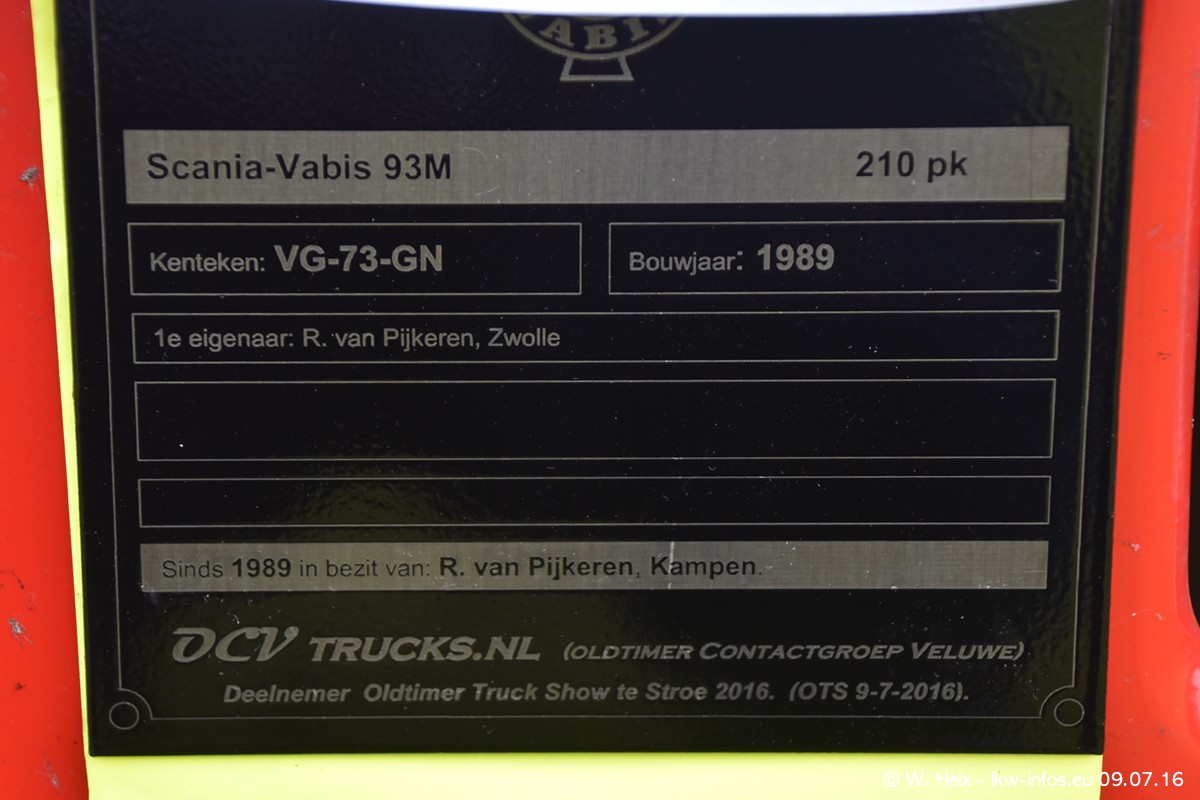 VABIS
Scania-Vabis 93M 210 pk
Kenteken: VG-73-GN Bouwjaar: 1989
1e eigenaar: R. van Pijkeren, Zwolle
Sinds 1989 in bezit van: R. van Pijkeren, Kampen.
OCV TRUCKS.NL (OLDTIMER CONTACTGROEP VELUWE)
Deelnemer Oldtimer Truck Show te Stroe 2016. (OTS 9-7-2016).
© W. Heix - lkw-infos.eu 09.07.16